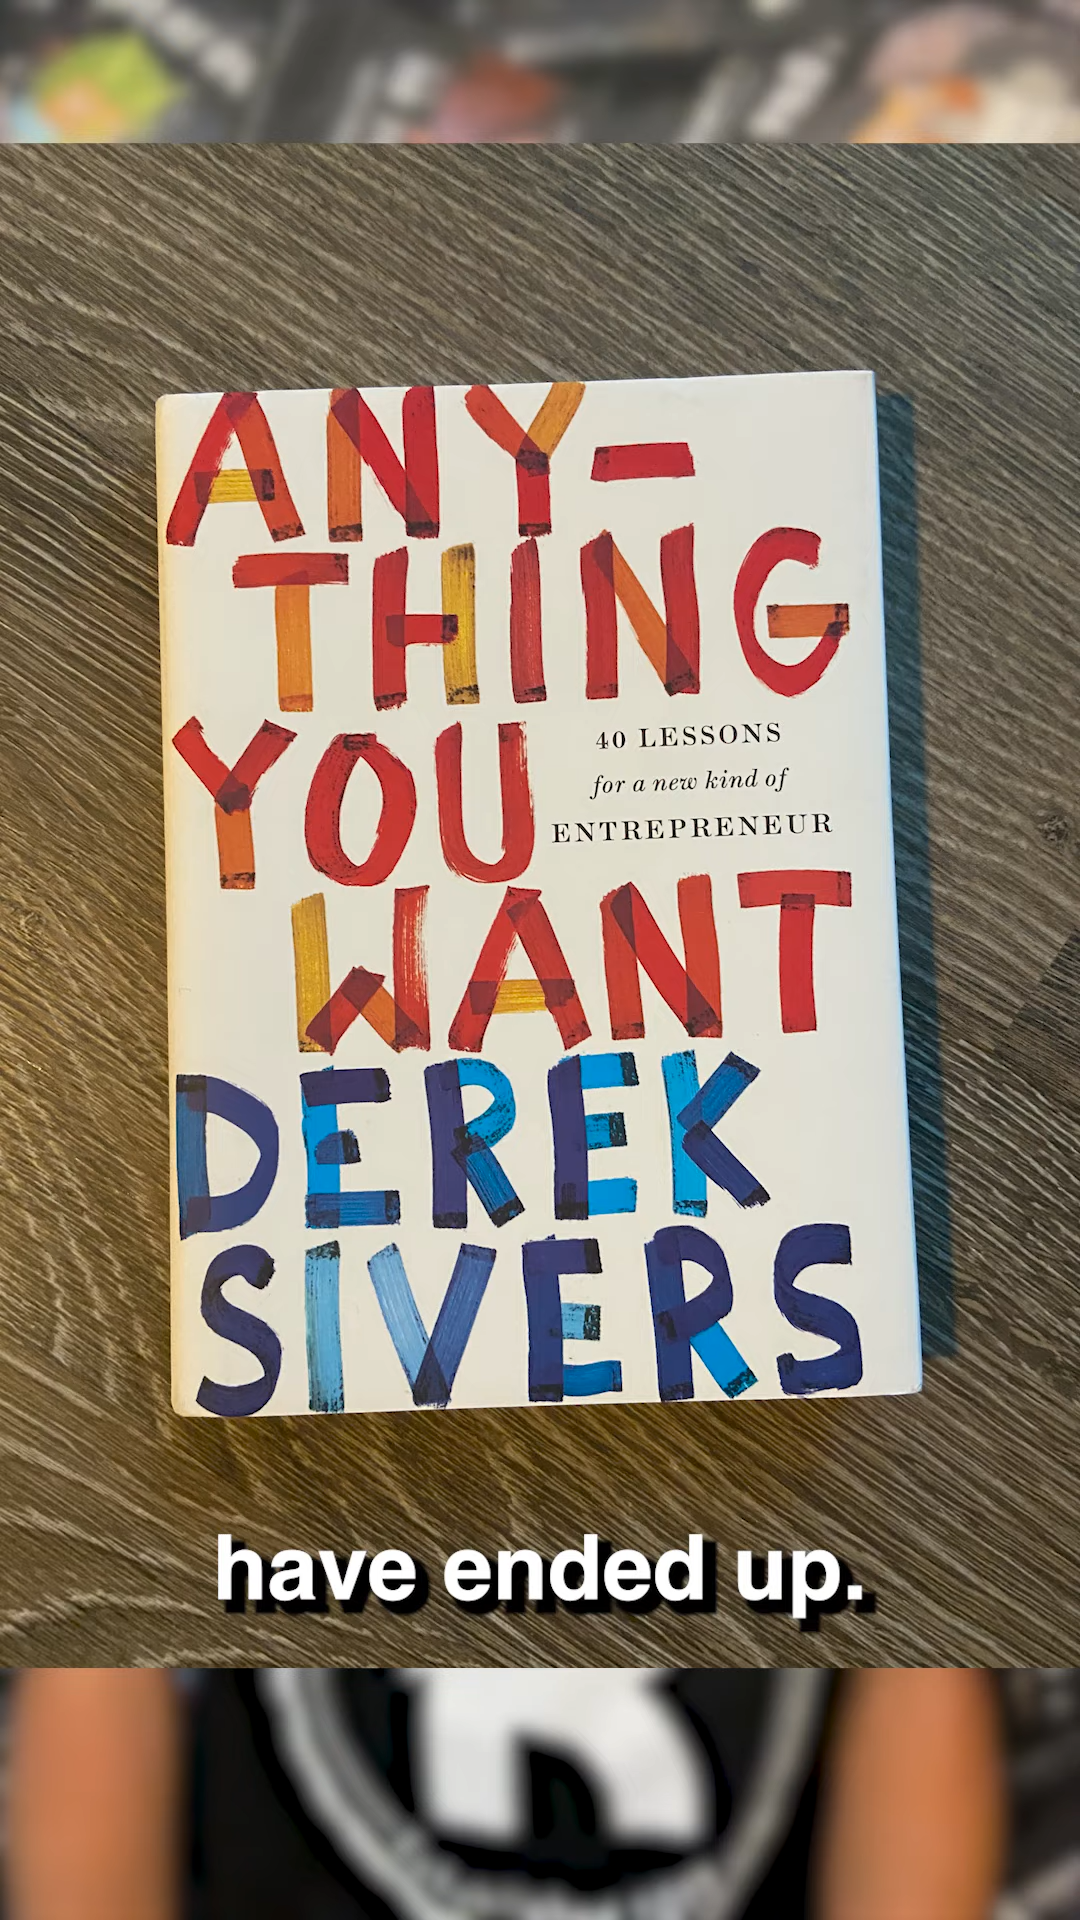 ANY-
THING
YOU
40 LESSONS
for a new kind of
ENTREPRENEUR
WANT
DEREK
SIVERS
have ended up.